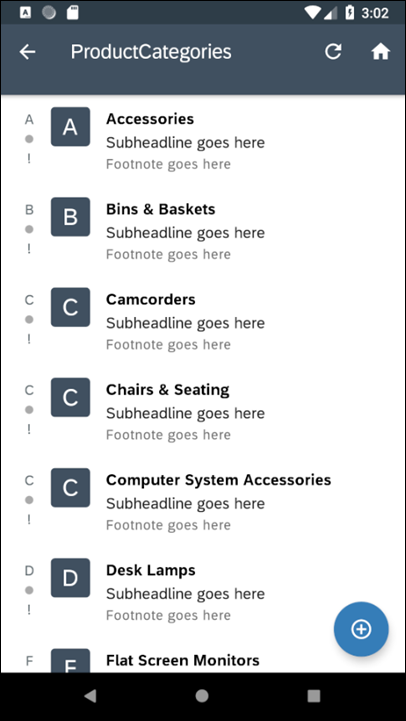 A 3:02
ProductCategories
A A Accessories
Subheadline goes here
! Footnote goes here
B B Bins & Baskets
Subheadline goes here
! Footnote goes here
C C Camcorders
Subheadline goes here
! Footnote goes here
C C Chairs & Seating
Subheadline goes here
! Footnote goes here
C C Computer System Accessories
Subheadline goes here
! Footnote goes here
D D Desk Lamps
Subheadline goes here
! Footnote goes here
F F Flat Screen Monitors